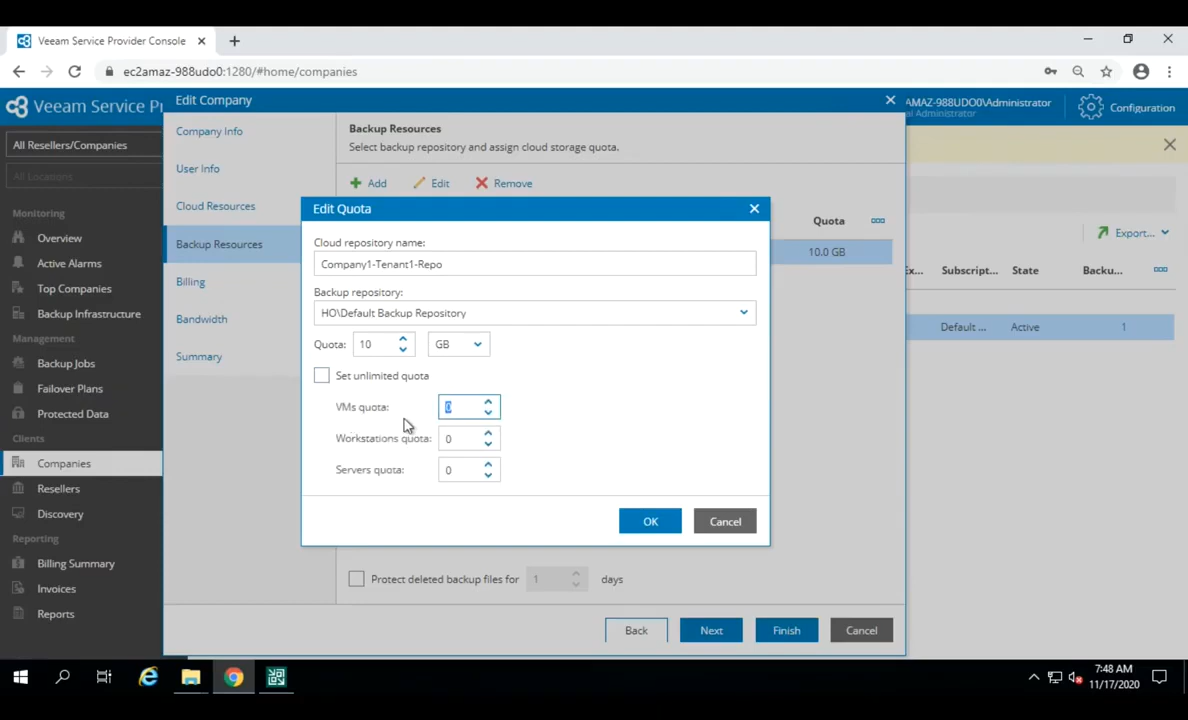 Veeam Service Provider Console
ec2amaz-988udo0:1280/#home/companies
Veeam Service
Edit Company
AMAZ-988UDO0\Administrator
Administrator
Configuration
All Resellers/Companies
All Locations
Company Info
User Info
Cloud Resources
Backup Resources
Billing
Bandwidth
Summary
Backup Resources
Select backup repository and assign cloud storage quota.
Add
Edit
Remove
Quota
10.0 GB
Export...
Ex...
Subscript...
State
Backu...
Default ...
Active
1
Monitoring
Overview
Active Alarms
Top Companies
Backup Infrastructure
Management
Backup Jobs
Failover Plans
Protected Data
Clients
Companies
Resellers
Discovery
Reporting
Billing Summary
Invoices
Reports
Edit Quota
Cloud repository name:
Company1-Tenant1-Repo
Backup repository:
HO\Default Backup Repository
Quota: 10 GB
Set unlimited quota
VMs quota: 0
Workstations quota: 0
Servers quota: 0
OK
Cancel
Protect deleted backup files for 1 days
Back
Next
Finish
Cancel
7:48 AM
11/17/2020